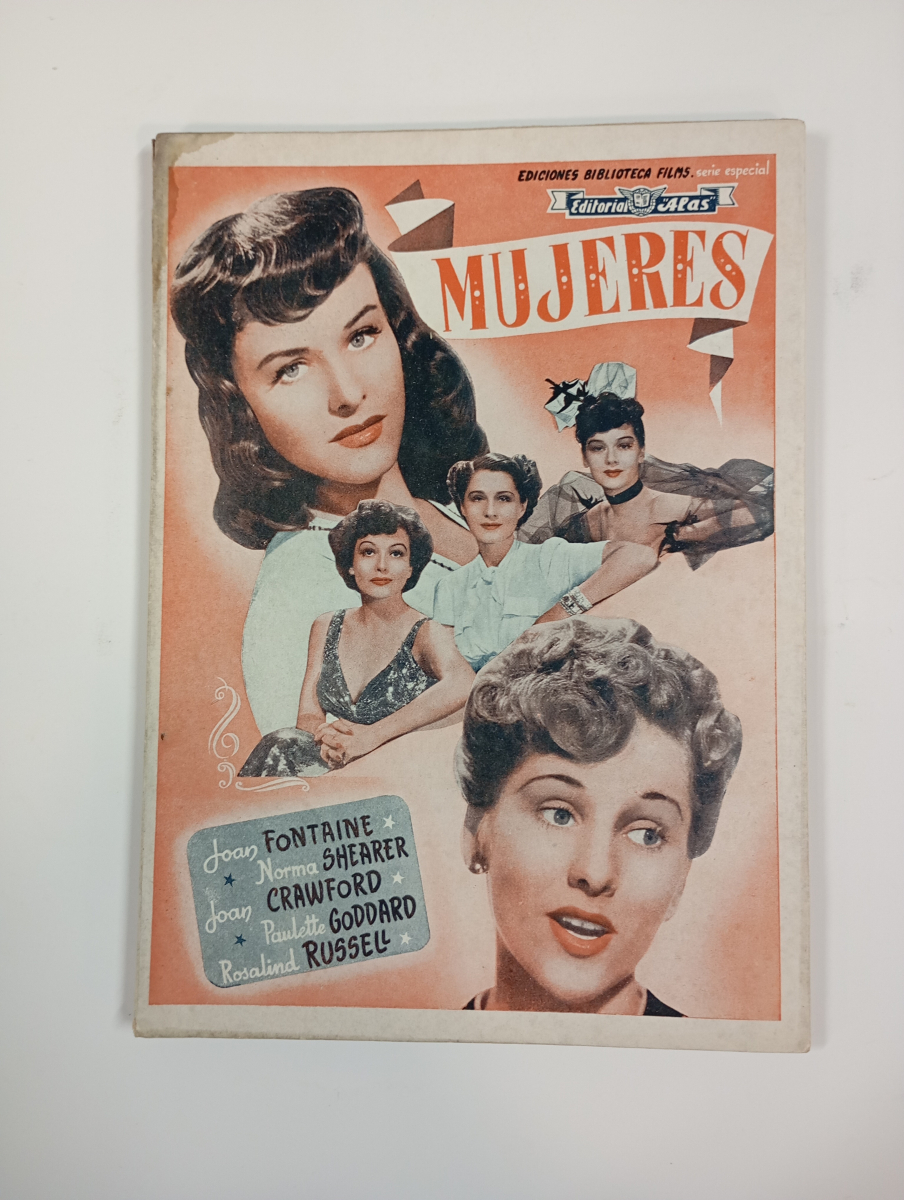 EDICIONES BIBLIOTECA FILMS. serie especial
Editorial "Alas"
MUJERES
Joan FONTAINE
Norma SHEARER
Joan CRAWFORD
Paulette GODDARD
Rosalind RUSSELL